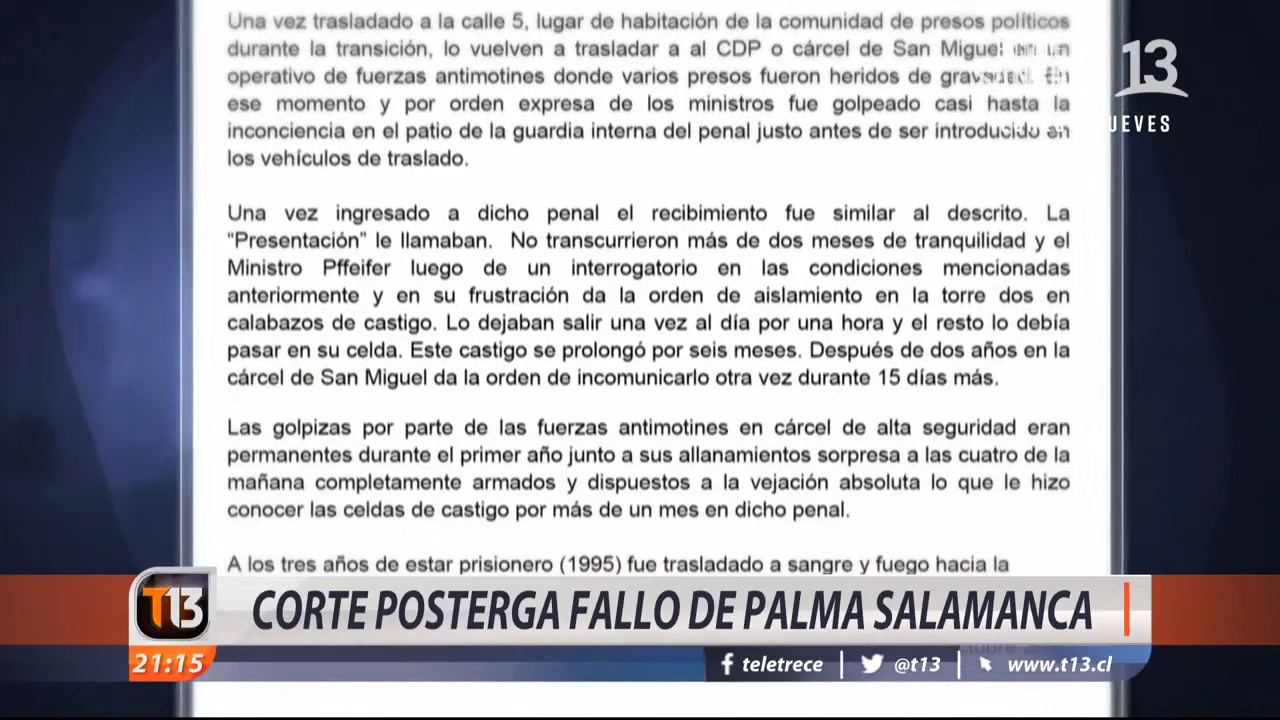 Una vez trasladado a la calle 5, lugar de habitación de la comunidad de presos políticos
durante la transición, lo vuelven a trasladar a al CDP o cárcel de San Miguel en un
operativo de fuerzas antimotines donde varios presos fueron heridos de gravedad. En
ese momento y por orden expresa de los ministros fue golpeado casi hasta la
inconciencia en el patio de la guardia interna del penal justo antes de ser introducido en
los vehículos de traslado.
13
UEVES
Una vez ingresado a dicho penal el recibimiento fue similar al descrito. La
“Presentación” le llamaban. No transcurrieron más de dos meses de tranquilidad y el
Ministro Pffeifer luego de un interrogatorio en las condiciones mencionadas
anteriormente y en su frustración da la orden de aislamiento en la torre dos en
calabazos de castigo. Lo dejaban salir una vez al día por una hora y el resto lo debía
pasar en su celda. Este castigo se prolongó por seis meses. Después de dos años en la
cárcel de San Miguel da la orden de incomunicarlo otra vez durante 15 días más.
Las golpizas por parte de las fuerzas antimotines en cárcel de alta seguridad eran
permanentes durante el primer año junto a sus allanamientos sorpresa a las cuatro de la
mañana completamente armados y dispuestos a la vejación absoluta lo que le hizo
conocer las celdas de castigo por más de un mes en dicho penal.
A los tres años de estar prisionero (1995) fue trasladado a sangre y fuego hacia la
T13
CORTE POSTERGA FALLO DE PALMA SALAMANCA
21:15
teletrece
@t13
www.t13.cl